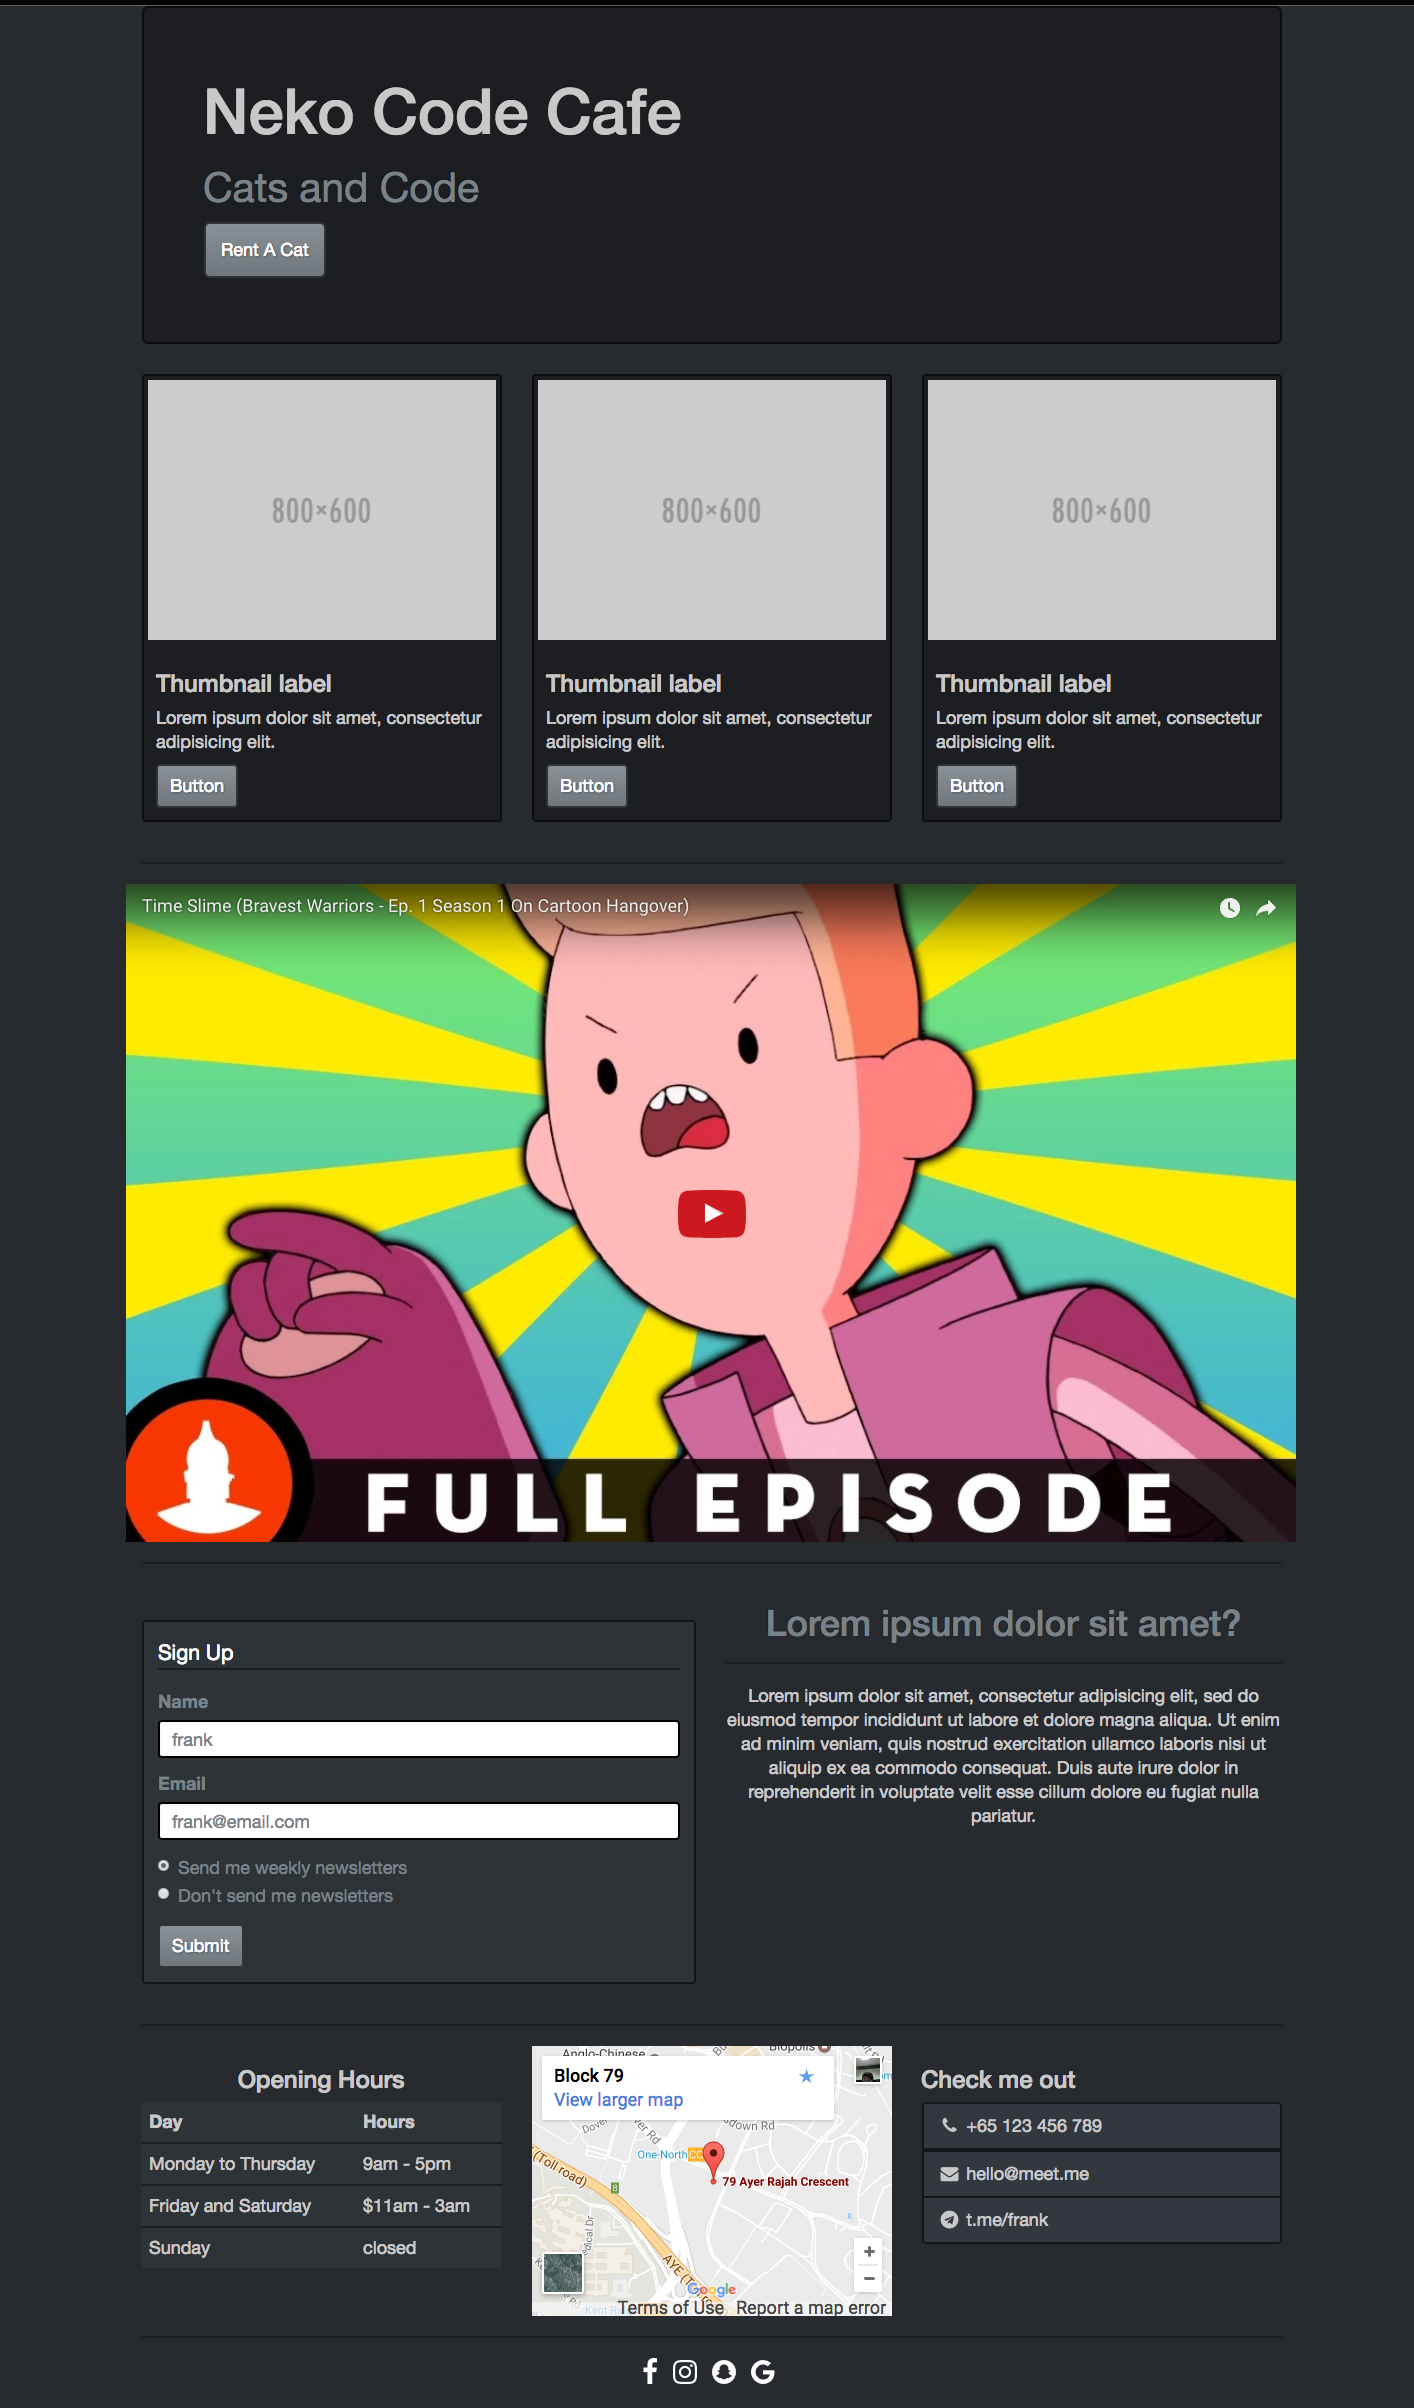 Neko Code Cafe
Cats and Code
Rent A Cat
800×600
800×600
800×600
Thumbnail label
Lorem ipsum dolor sit amet, consectetur
adipisicing elit.
Button
Thumbnail label
Lorem ipsum dolor sit amet, consectetur
adipisicing elit.
Button
Thumbnail label
Lorem ipsum dolor sit amet, consectetur
adipisicing elit.
Button
Time Slime (Bravest Warriors - Ep. 1 Season 1 On Cartoon Hangover)
FULL EPISODE
Sign Up
Name
frank
Email
frank@email.com
Send me weekly newsletters
Don't send me newsletters
Submit
Lorem ipsum dolor sit amet?
Lorem ipsum dolor sit amet, consectetur adipisicing elit, sed do
eiusmod tempor incididunt ut labore et dolore magna aliqua. Ut enim
ad minim veniam, quis nostrud exercitation ullamco laboris nisi ut
aliquip ex ea commodo consequat. Duis aute irure dolor in
reprehenderit in voluptate velit esse cillum dolore eu fugiat nulla
pariatur.
Opening Hours
Day Hours
Monday to Thursday 9am - 5pm
Friday and Saturday $11am - 3am
Sunday closed
Anglo-Chinese
Biopolis
Block 79
View larger map
One-North CC
79 Ayer Rajah Crescent
(Toll road)
8
AYE
+
−
Google
Terms of Use Report a map error
Check me out
+65 123 456 789
hello@meet.me
t.me/frank